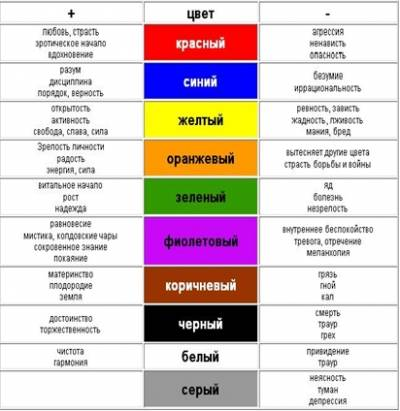 + цвет -
любовь, страсть
эротическое начало
вдохновение
красный
агрессия
ненависть
опасность
разум
дисциплина
порядок, верность
синий
безумие
иррациональность
открытость
активность
свобода, слава, сила
желтый
ревность, зависть
жадность, лживость
мания, бред
Зрелость личности
радость
энергия, сила
оранжевый
вытесняет другие цвета
страсть борьбы и войны
витальное начало
рост
надежда
зеленый
яд
болезнь
незрелость
равновесие
мистика, колдовские чары
сокровенное знание
покаяние
фиолетовый
внутреннее беспокойство
тревога, отречение
меланхолия
материнство
плодородие
земля
коричневый
грязь
гной
кал
достоинство
торжественность
черный
смерть
траур
грех
чистота
гармония
белый
привидение
траур
серый
неясность
туман
депрессия